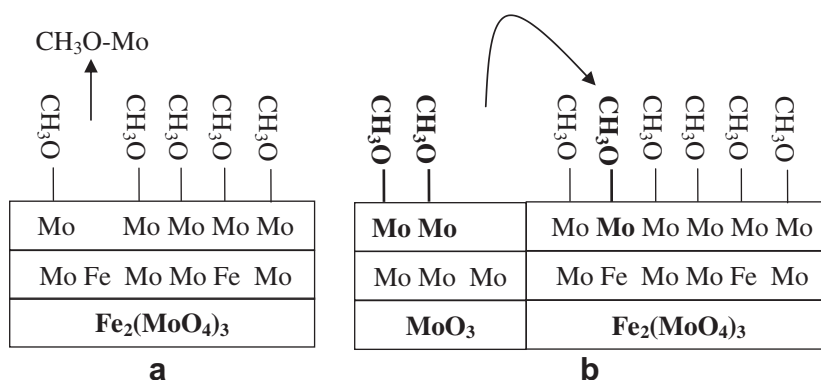 CH₃O-Mo
CH₃O CH₃O CH₃O CH₃O CH₃O
Mo Mo Mo Mo Mo
Mo Fe Mo Mo Fe Mo
Fe₂(MoO₄)₃
a
CH₃O CH₃O CH₃O CH₃O CH₃O CH₃O CH₃O CH₃O
Mo Mo Mo Mo Mo Mo Mo Mo
Mo Mo Mo Mo Fe Mo Mo Fe Mo
MoO₃ Fe₂(MoO₄)₃
b